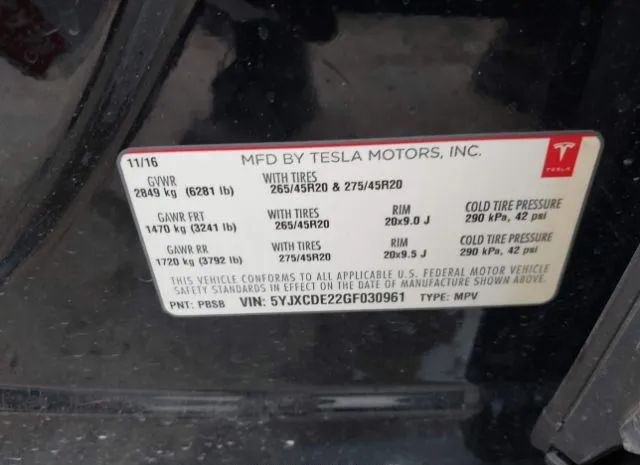 11/16 MFD BY TESLA MOTORS, INC.
GVWR WITH TIRES
2849 kg (6281 lb) 265/45R20 & 275/45R20
GAWR FRT WITH TIRES RIM COLD TIRE PRESSURE
1470 kg (3241 lb) 265/45R20 20x9.0 J 290 kPa, 42 psi
GAWR RR WITH TIRES RIM COLD TIRE PRESSURE
1720 kg (3792 lb) 275/45R20 20x9.5 J 290 kPa, 42 psi
THIS VEHICLE CONFORMS TO ALL APPLICABLE U.S. FEDERAL MOTOR VEHICLE
SAFETY STANDARDS IN EFFECT ON THE DATE OF MANUFACTURE SHOWN ABOVE.
PNT: PBSB VIN: 5YJXCDE22GF030961 TYPE: MPV
TESLA